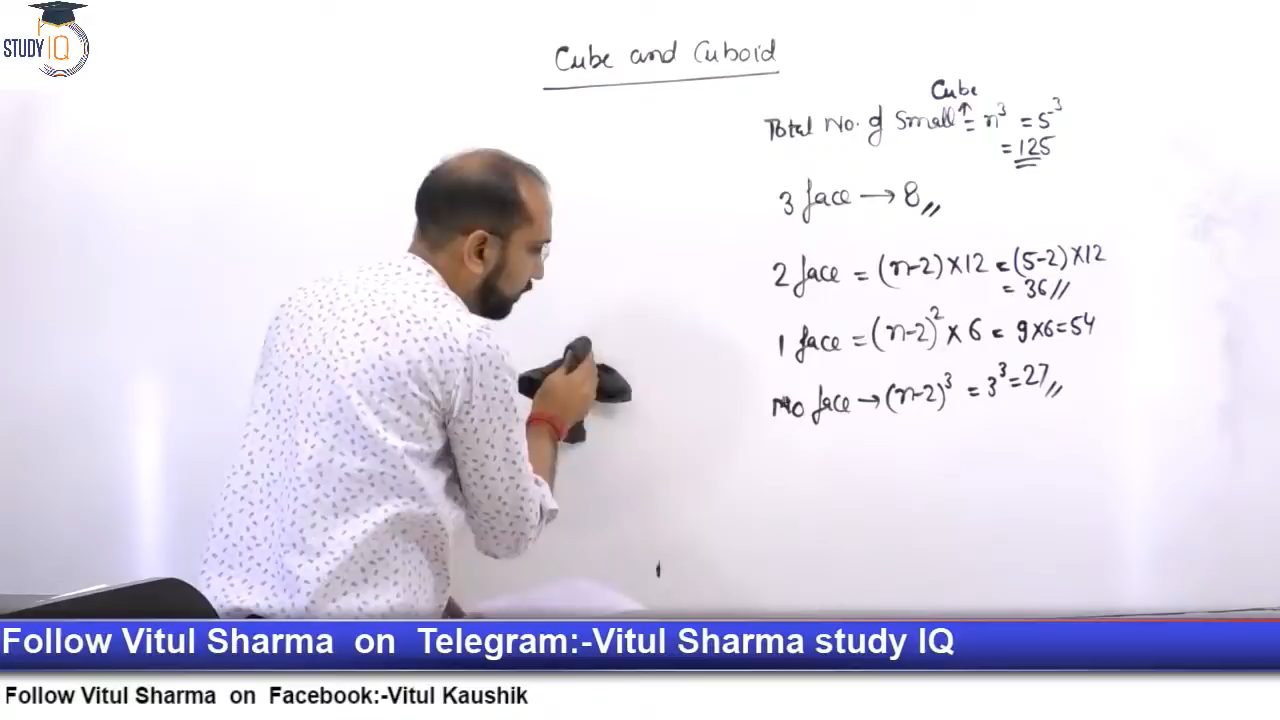 STUDY IQ
Cube and Cuboid
Cube
Total No. of Small ↑ = n³ = 5³
= 125
3 face → 8 //
2 face = (n-2) × 12 = (5-2) × 12
= 36 //
1 face = (n-2)² × 6 = 9 × 6 = 54
No face → (n-2)³ = 3³ = 27 //
Follow Vitul Sharma on Telegram:-Vitul Sharma study IQ
Follow Vitul Sharma on Facebook:-Vitul Kaushik